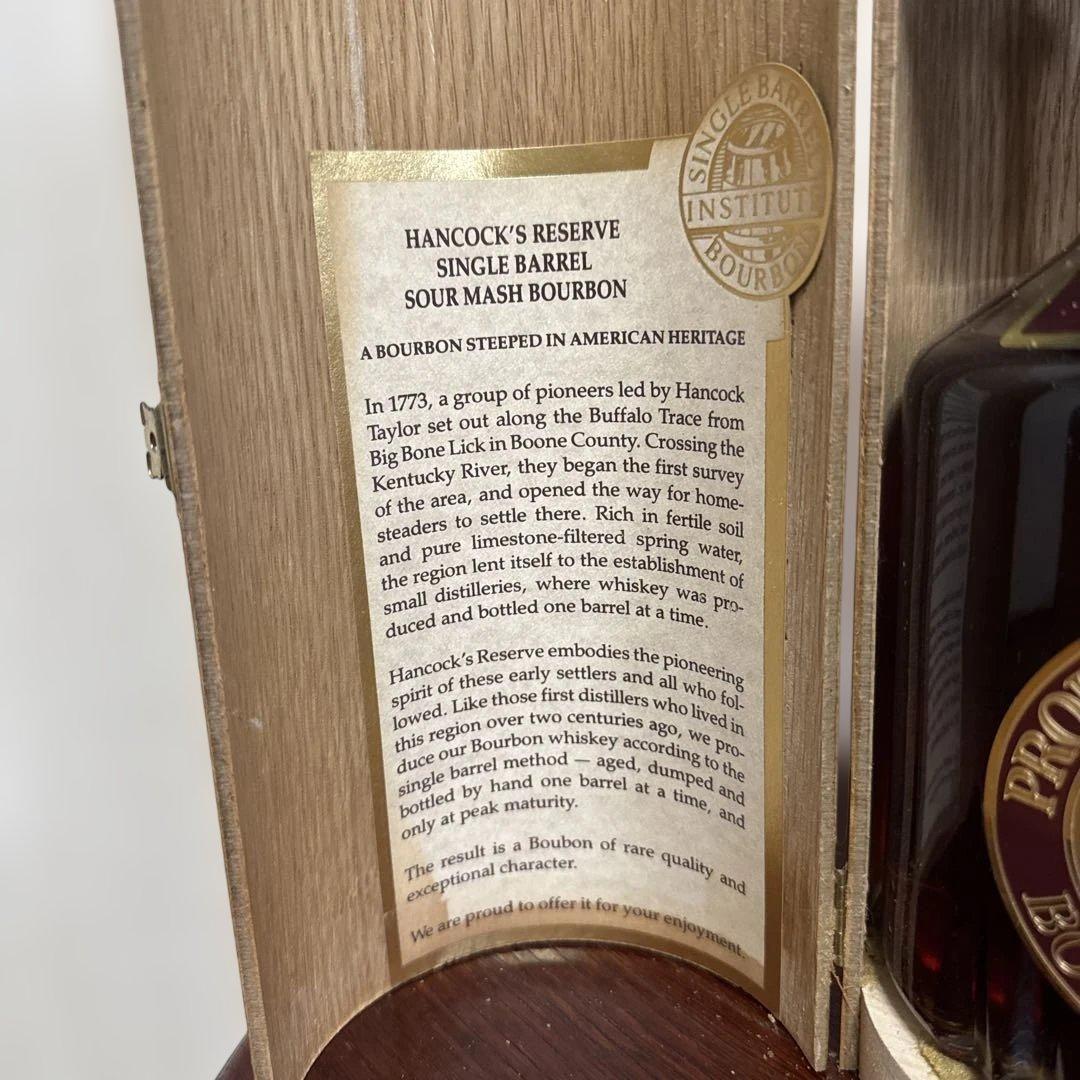 SINGLE BARREL
INSTITUTE
BOURBON
HANCOCK'S RESERVE
SINGLE BARREL
SOUR MASH BOURBON
A BOURBON STEEPED IN AMERICAN HERITAGE
In 1773, a group of pioneers led by Hancock
Taylor set out along the Buffalo Trace from
Big Bone Lick in Boone County. Crossing the
Kentucky River, they began the first survey
of the area, and opened the way for home-
steaders to settle there. Rich in fertile soil
and pure limestone-filtered spring water,
the region lent itself to the establishment of
small distilleries, where whiskey was pro-
duced and bottled one barrel at a time.
Hancock's Reserve embodies the pioneering
spirit of these early settlers and all who fol-
lowed. Like those first distillers who lived in
this region over two centuries ago, we pro-
duce our Bourbon whiskey according to the
single barrel method — aged, dumped and
bottled by hand one barrel at a time, and
only at peak maturity.
The result is a Boubon of rare quality and
exceptional character.
We are proud to offer it for your enjoyment.
PRO
BO